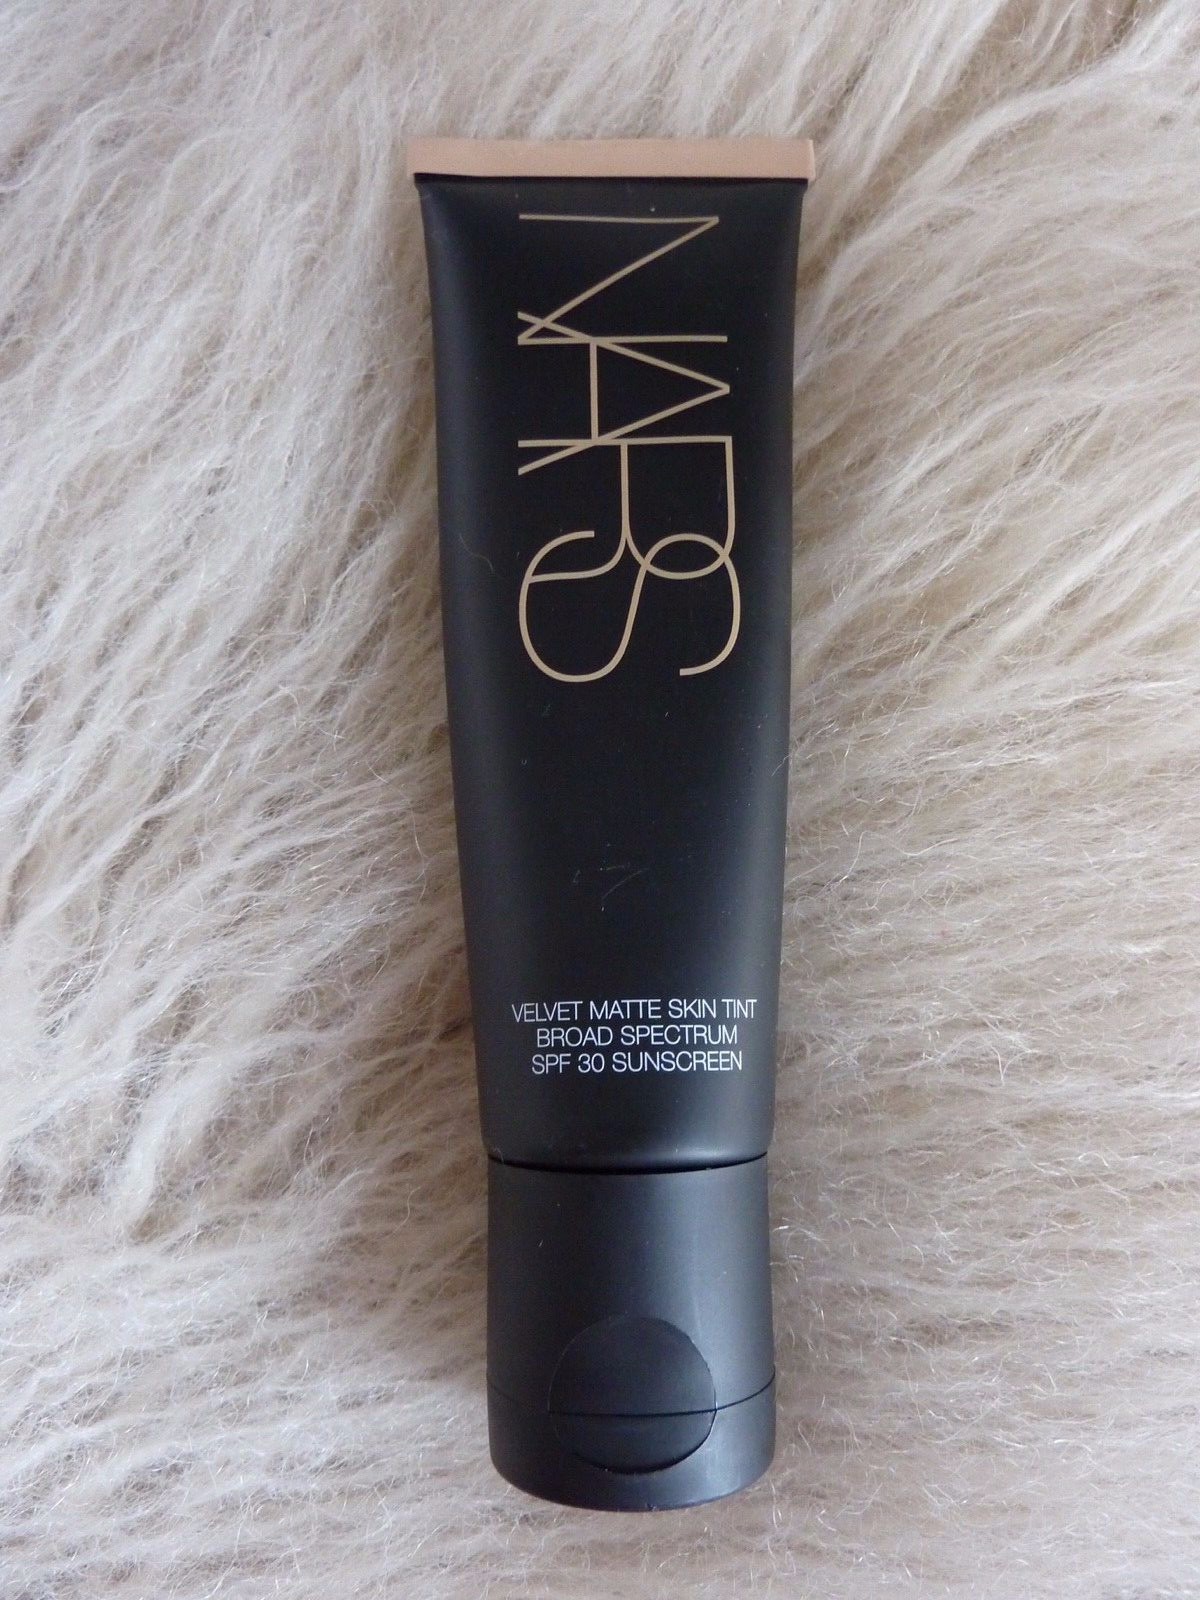 NARS
VELVET MATTE SKIN TINT
BROAD SPECTRUM
SPF 30 SUNSCREEN